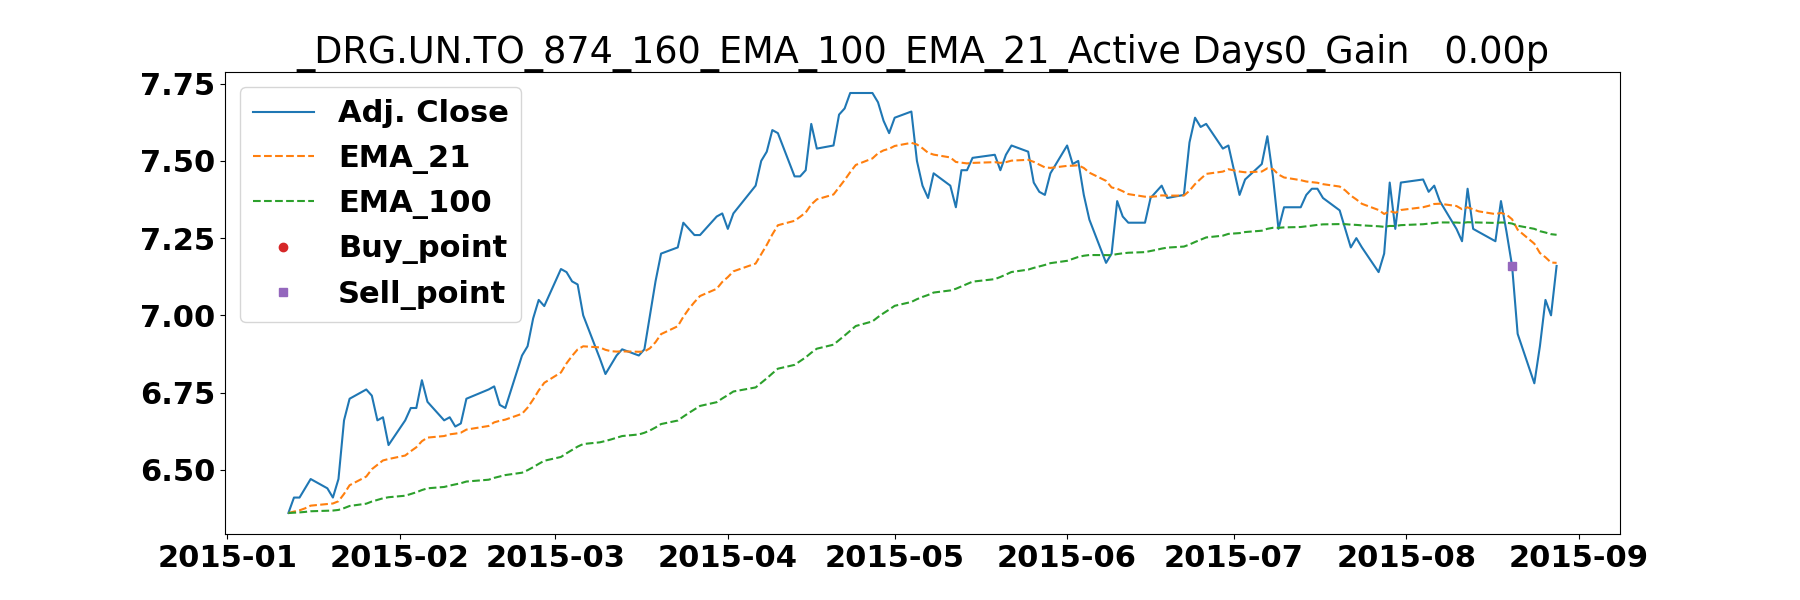 _DRG.UN.TO_874_160_EMA_100_EMA_21_Active Days0_Gain   0.00p
7.75
7.50
7.25
7.00
6.75
6.50
Adj. Close
EMA_21
EMA_100
Buy_point
Sell_point
2015-01 2015-02 2015-03 2015-04 2015-05 2015-06 2015-07 2015-08 2015-09